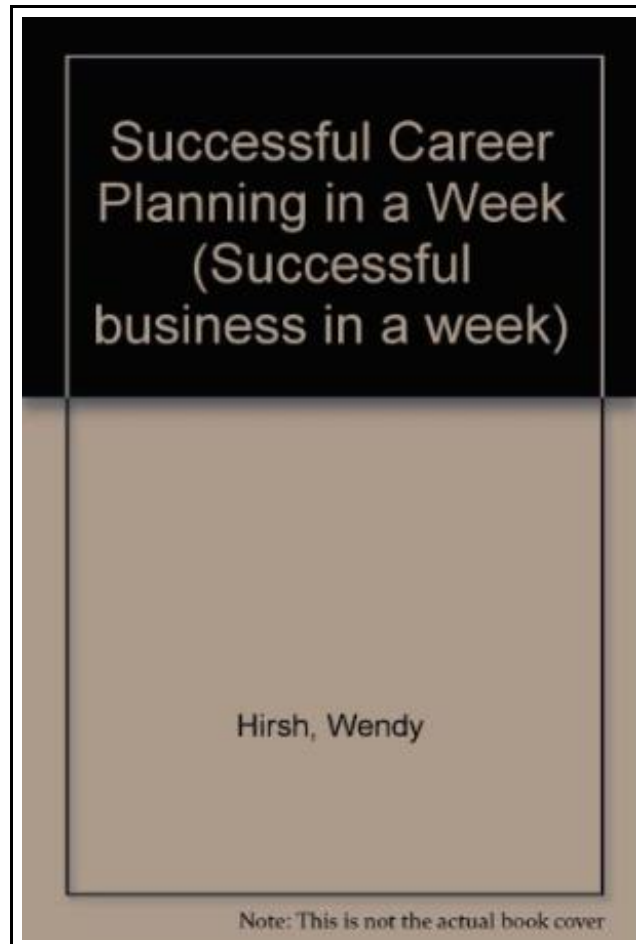 Successful Career
Planning in a Week
(Successful
business in a week)
Hirsh, Wendy
Note: This is not the actual book cover